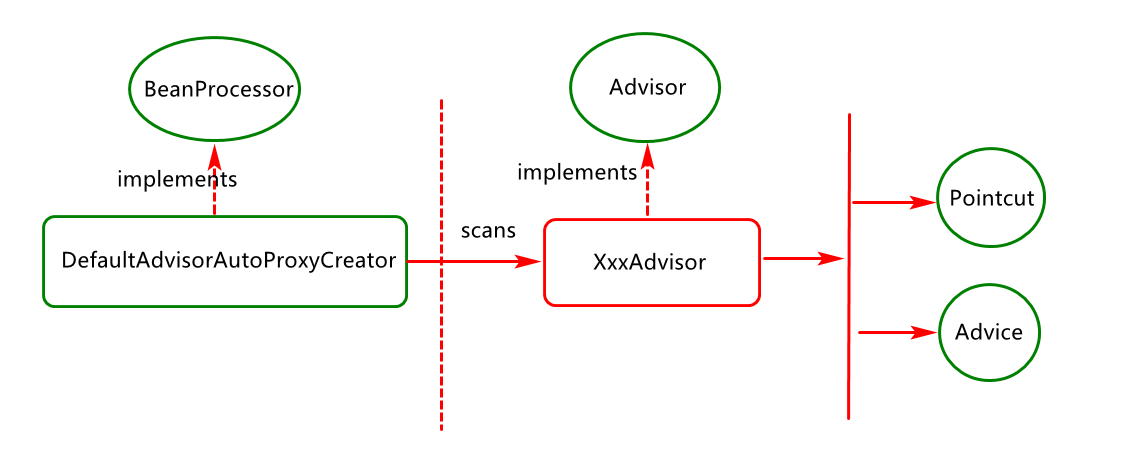 BeanProcessor
Advisor
implements
implements
Pointcut
scans
DefaultAdvisorAutoProxyCreator
XxxAdvisor
Advice